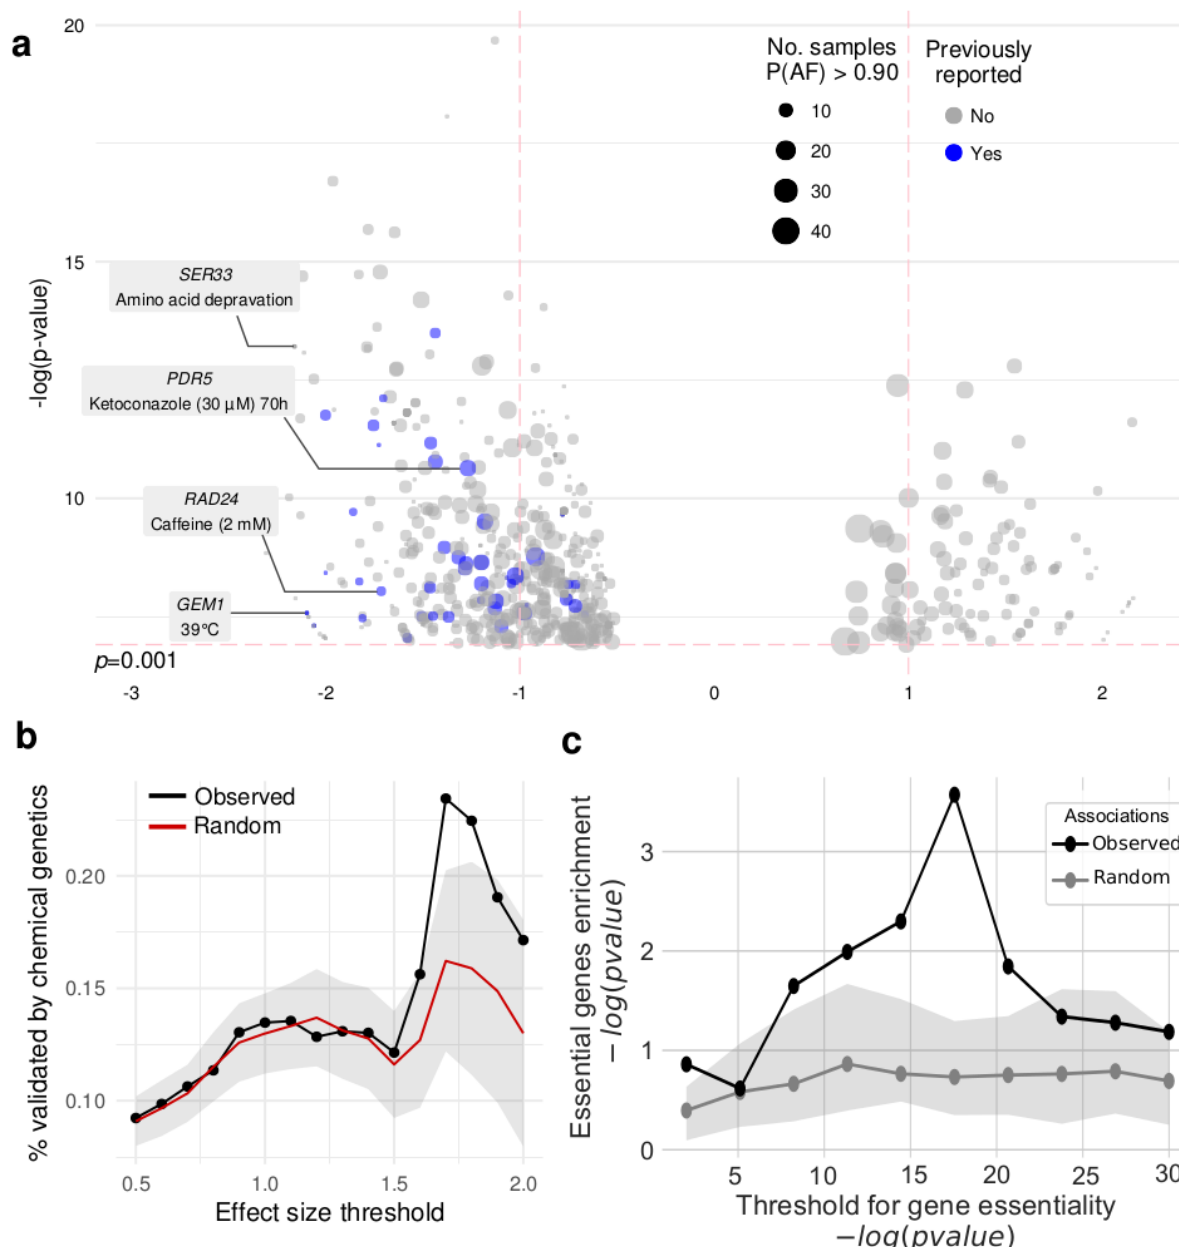 a
20
15
10
-log(p-value)
No. samples
P(AF) > 0.90
10
20
30
40
Previously
reported
No
Yes
SER33
Amino acid depravation
PDR5
Ketoconazole (30 µM) 70h
RAD24
Caffeine (2 mM)
GEM1
39°C
p=0.001
-3
-2
-1
0
1
2
b
% validated by chemical genetics
Observed
Random
0.20
0.15
0.10
0.5
1.0
1.5
2.0
Effect size threshold
c
Essential genes enrichment
−log(pvalue)
Associations
Observed
Random
3
2
1
0
5
10
15
20
25
30
Threshold for gene essentiality
−log(pvalue)